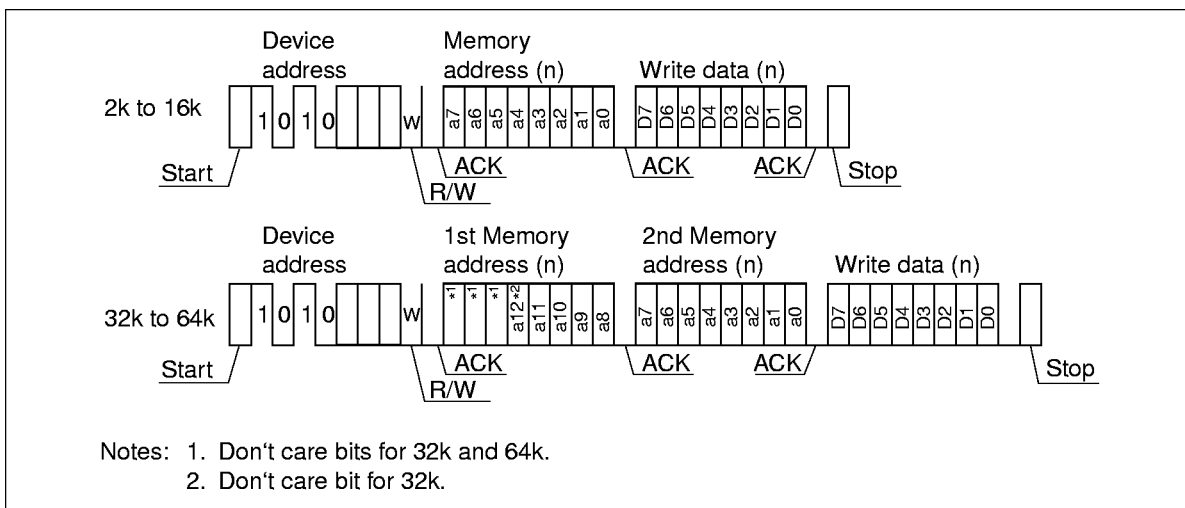 Device address
Memory address (n)
Write data (n)
2k to 16k
1 0 1 0 W a7 a6 a5 a4 a3 a2 a1 a0 D7 D6 D5 D4 D3 D2 D1 D0
Start
ACK
ACK
ACK
Stop
R/W
Device address
1st Memory address (n)
2nd Memory address (n)
Write data (n)
32k to 64k
1 0 1 0 W *1 *1 *1 a12*2 a11 a10 a9 a8 a7 a6 a5 a4 a3 a2 a1 a0 D7 D6 D5 D4 D3 D2 D1 D0
Start
ACK
ACK
ACK
Stop
R/W
Notes: 1. Don't care bits for 32k and 64k.
2. Don't care bit for 32k.